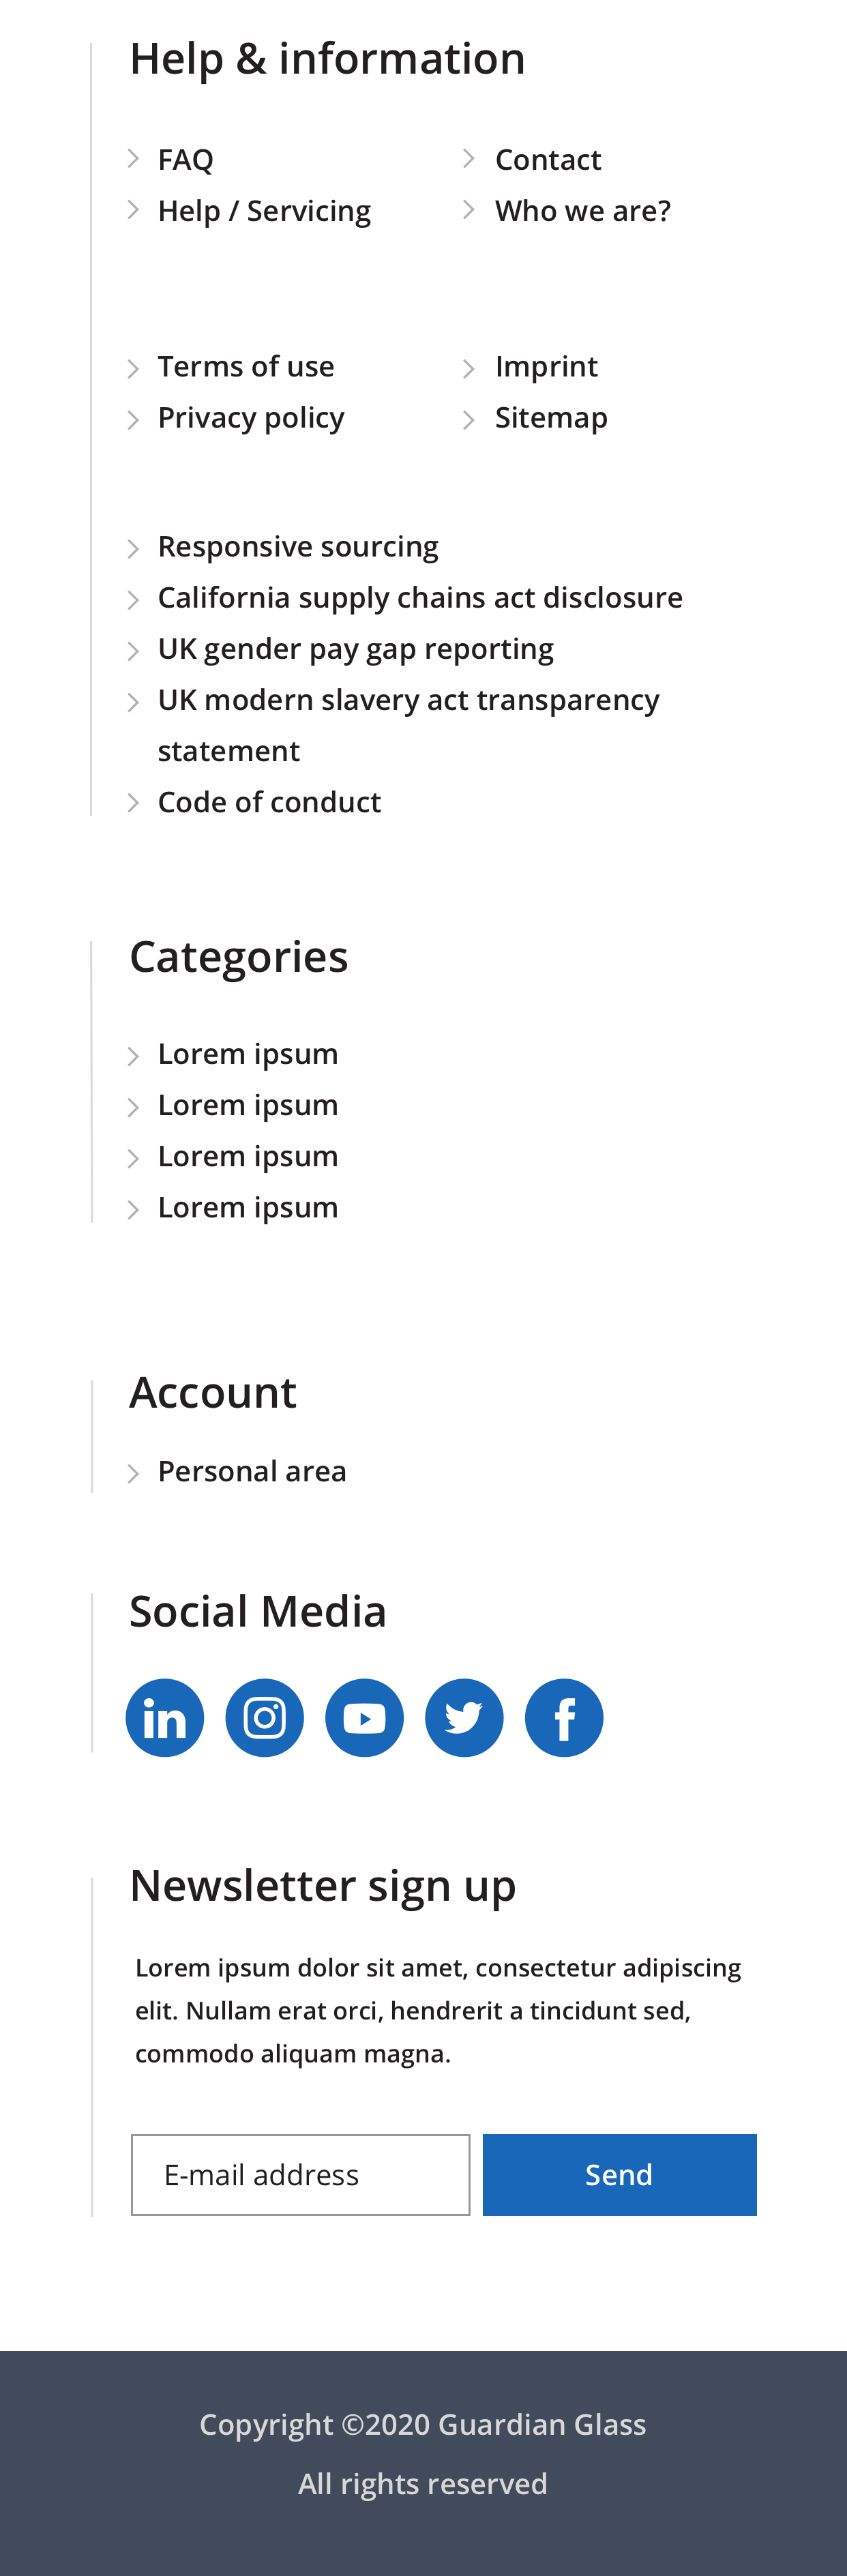 Help & information
FAQ
Contact
Help / Servicing
Who we are?
Terms of use
Imprint
Privacy policy
Sitemap
Responsive sourcing
California supply chains act disclosure
UK gender pay gap reporting
UK modern slavery act transparency
statement
Code of conduct
Categories
Lorem ipsum
Lorem ipsum
Lorem ipsum
Lorem ipsum
Account
Personal area
Social Media
Newsletter sign up
Lorem ipsum dolor sit amet, consectetur adipiscing
elit. Nullam erat orci, hendrerit a tincidunt sed,
commodo aliquam magna.
E-mail address
Send
Copyright ©2020 Guardian Glass
All rights reserved